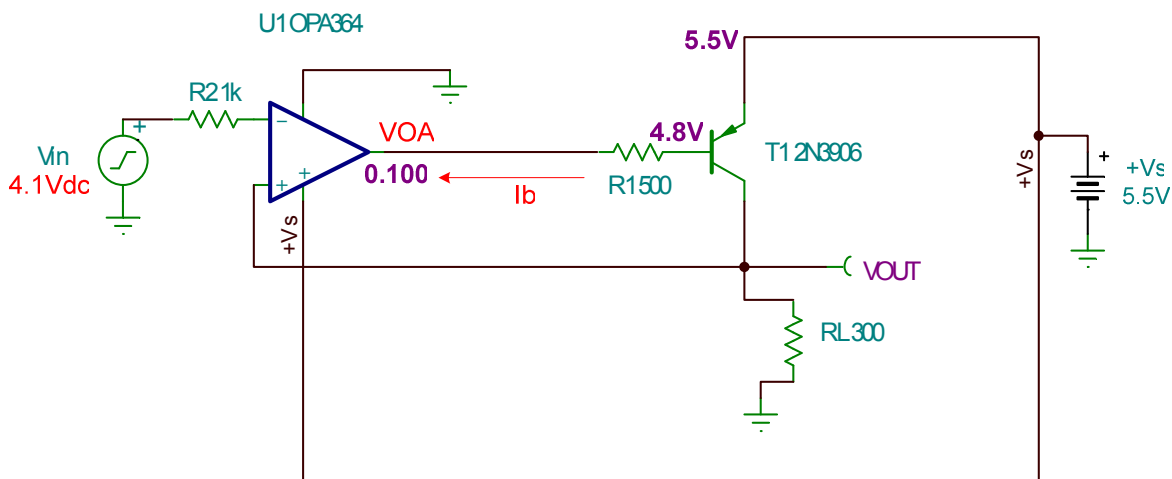 U1 OPA364
5.5V
R2 1k
+
Vin
4.1Vdc
−
+
+
VOA
0.100
Ib
4.8V
R1 500
T1 2N3906
+Vs
+Vs
+
+Vs
5.5V
VOUT
RL 300